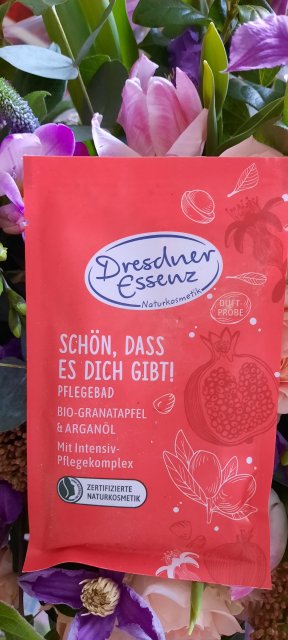 Dresdner
Essenz
Naturkosmetik
DUFT-
PROBE
SCHÖN, DASS
ES DICH GIBT!
PFLEGEBAD
BIO-GRANATAPFEL
& ARGANÖL
Mit Intensiv-
Pflegekomplex
ZERTIFIZIERTE
NATURKOSMETIK